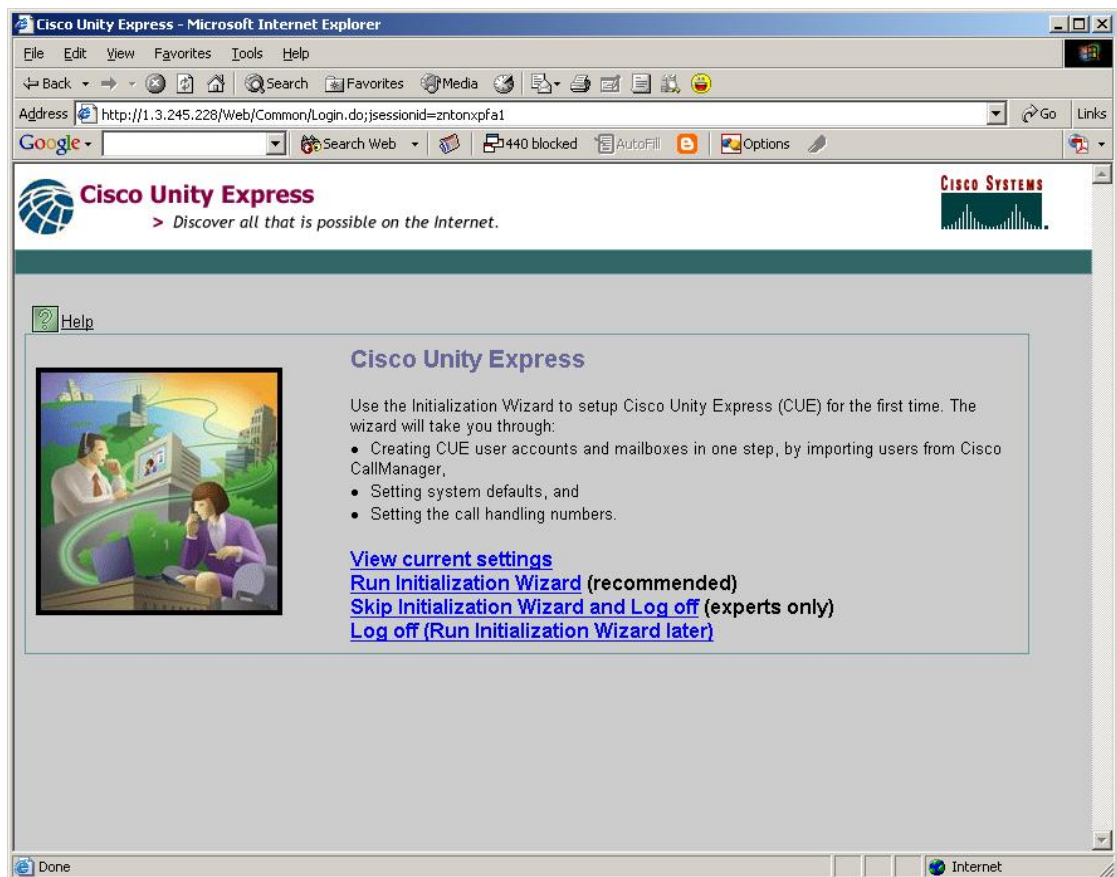 Cisco Unity Express - Microsoft Internet Explorer
File Edit View Favorites Tools Help
Back Search Favorites Media
Address http://1.3.245.228/Web/Common/Login.do;jsessionid=zntonxpfa1 Go Links
Google Search Web 440 blocked AutoFill Options
Cisco Unity Express
> Discover all that is possible on the Internet.
CISCO SYSTEMS
Help
Cisco Unity Express
Use the Initialization Wizard to setup Cisco Unity Express (CUE) for the first time. The
wizard will take you through:
• Creating CUE user accounts and mailboxes in one step, by importing users from Cisco
CallManager,
• Setting system defaults, and
• Setting the call handling numbers.
View current settings
Run Initialization Wizard (recommended)
Skip Initialization Wizard and Log off (experts only)
Log off (Run Initialization Wizard later)
Done Internet